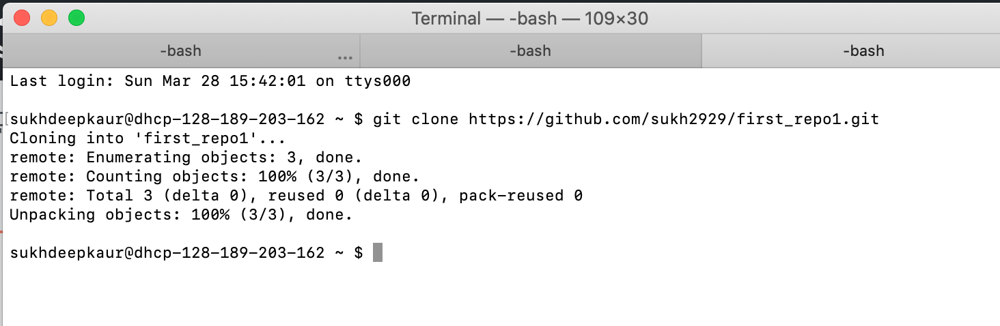 Terminal — -bash — 109×30
-bash ... -bash -bash
Last login: Sun Mar 28 15:42:01 on ttys000
[sukhdeepkaur@dhcp-128-189-203-162 ~ $ git clone https://github.com/sukh2929/first_repo1.git
Cloning into 'first_repo1'...
remote: Enumerating objects: 3, done.
remote: Counting objects: 100% (3/3), done.
remote: Total 3 (delta 0), reused 0 (delta 0), pack-reused 0
Unpacking objects: 100% (3/3), done.
sukhdeepkaur@dhcp-128-189-203-162 ~ $